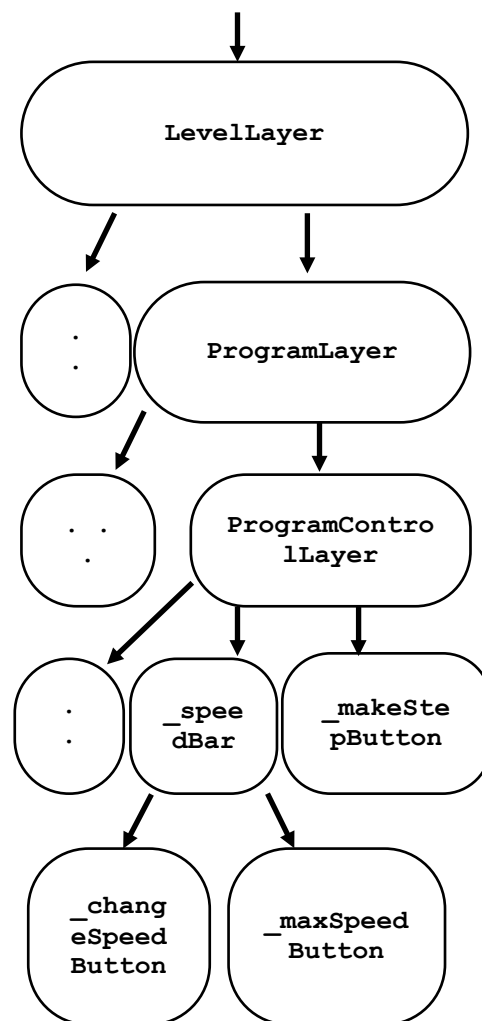 LevelLayer
.
.
ProgramLayer
. .
.
ProgramContro
lLayer
.
.
_spee
dBar
_makeSte
pButton
_chang
eSpeed
Button
_maxSpeed
Button